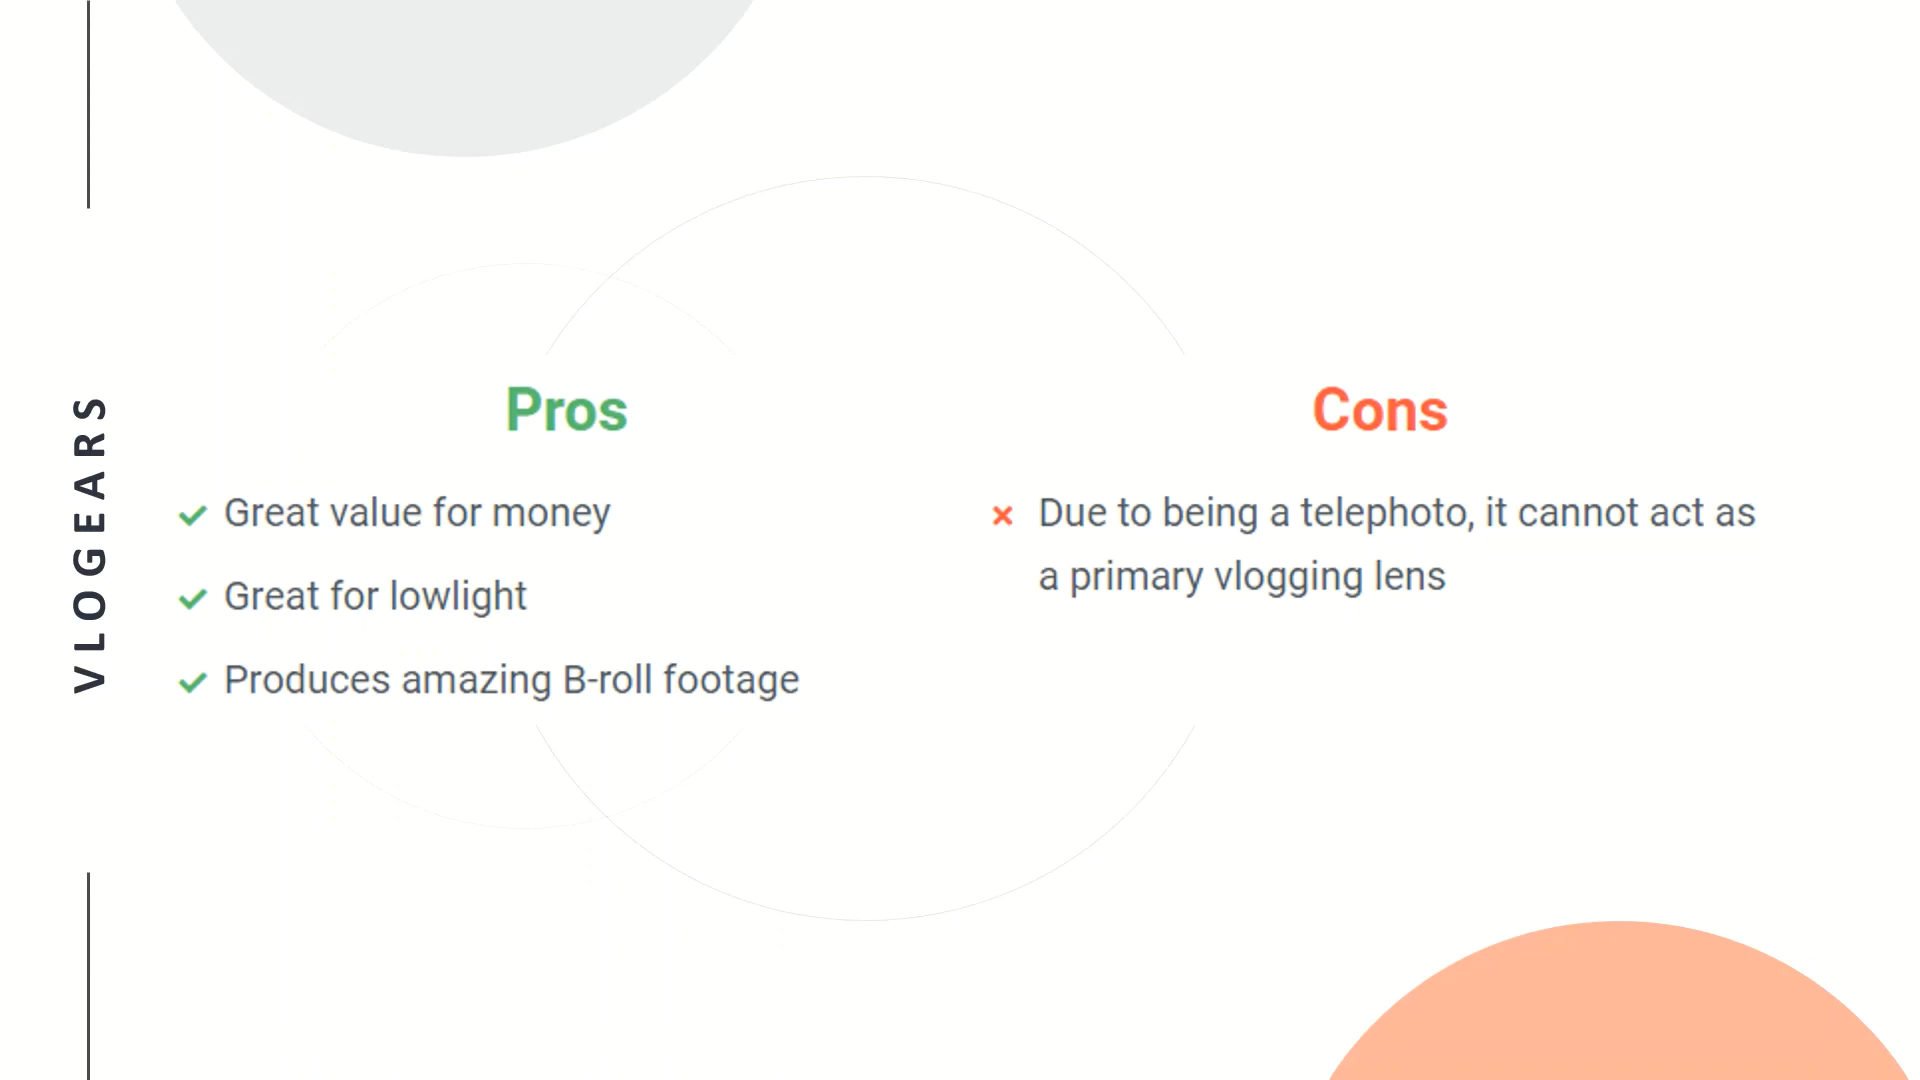 VLOGEARS
Pros
Great value for money
Great for lowlight
Produces amazing B-roll footage
Cons
Due to being a telephoto, it cannot act as
a primary vlogging lens